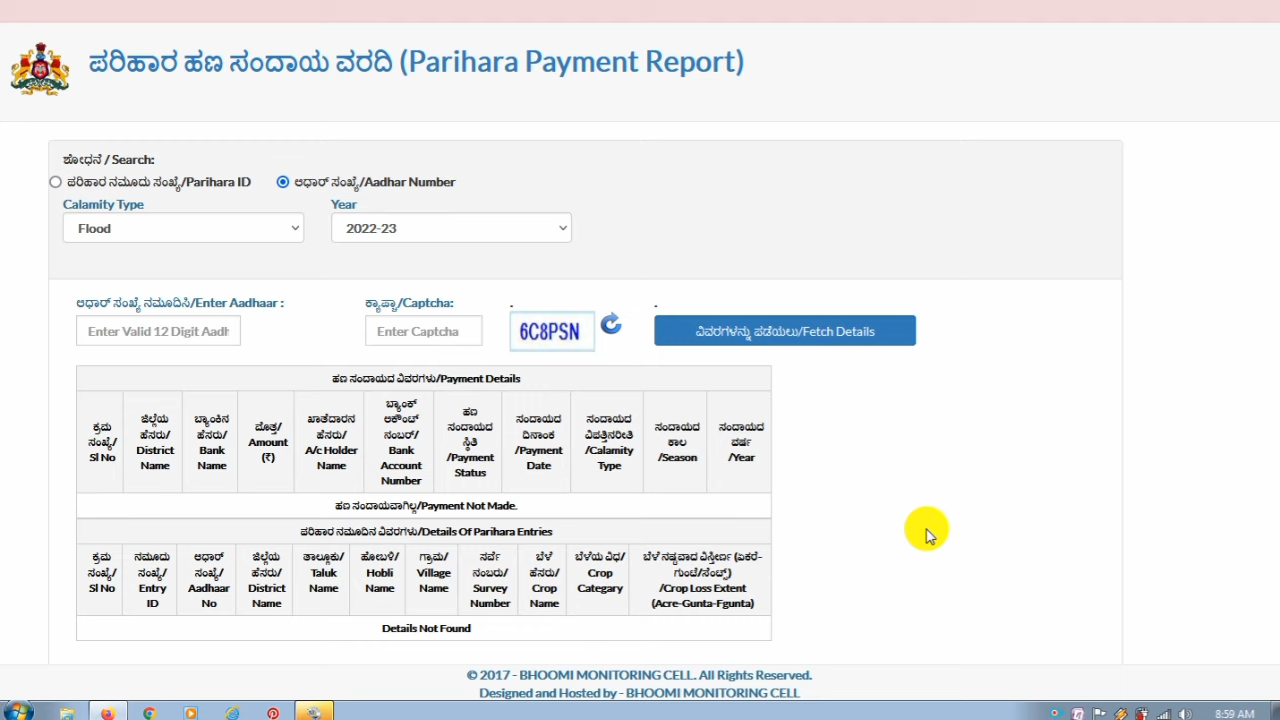 ಪರಿಹಾರ ಹಣ ಸಂದಾಯ ವರದಿ (Parihara Payment Report)
ಶೋಧನೆ / Search:
ಪರಿಹಾರ ನಮೂದು ಸಂಖ್ಯೆ/Parihara ID ಆಧಾರ್ ಸಂಖ್ಯೆ/Aadhar Number
Calamity Type Year
Flood 2022-23
ಆಧಾರ್ ಸಂಖ್ಯೆ ನಮೂದಿಸಿ/Enter Aadhaar : ಕ್ಯಾಪ್ಚಾ/Captcha: . .
Enter Valid 12 Digit Aadh Enter Captcha 6C8PSN ವಿವರಗಳನ್ನು ಪಡೆಯಲು/Fetch Details
ಹಣ ಸಂದಾಯದ ವಿವರಗಳು/Payment Details
ಕ್ರಮ ಸಂಖ್ಯೆ/ Sl No
ಜಿಲ್ಲೆಯ ಹೆಸರು/ District Name
ಬ್ಯಾಂಕಿನ ಹೆಸರು/ Bank Name
ಮೊತ್ತ/ Amount (₹)
ಖಾತೆದಾರನ ಹೆಸರು/ A/c Holder Name
ಬ್ಯಾಂಕ್ ಅಕೌಂಟ್ ನಂಬರ್/ Bank Account Number
ಹಣ ಸಂದಾಯದ ಸ್ಥಿತಿ /Payment Status
ಸಂದಾಯದ ದಿನಾಂಕ /Payment Date
ಸಂದಾಯದ ವಿಪತ್ತಿನರೀತಿ /Calamity Type
ಸಂದಾಯದ ಕಾಲ /Season
ಸಂದಾಯದ ವರ್ಷ /Year
ಹಣ ಸಂದಾಯವಾಗಿಲ್ಲ/Payment Not Made.
ಪರಿಹಾರ ನಮೂದಿನ ವಿವರಗಳು/Details Of Parihara Entries
ಕ್ರಮ ಸಂಖ್ಯೆ/ Sl No
ನಮೂದು ಸಂಖ್ಯೆ/ Entry ID
ಆಧಾರ್ ಸಂಖ್ಯೆ/ Aadhaar No
ಜಿಲ್ಲೆಯ ಹೆಸರು/ District Name
ತಾಲ್ಲೂಕು/ Taluk Name
ಹೋಬಳಿ/ Hobli Name
ಗ್ರಾಮ/ Village Name
ಸರ್ವೆ ನಂಬರು/ Survey Number
ಬೆಳೆ ಹೆಸರು/ Crop Name
ಬೆಳೆಯ ವಿಧ/ Crop Categary
ಬೆಳೆ ನಷ್ಟವಾದ ವಿಸ್ತೀರ್ಣ (ಎಕರೆ-ಗುಂಟೆ/ಸೆಂಟ್ಸ್) /Crop Loss Extent (Acre-Gunta-Fgunta)
Details Not Found
© 2017 - BHOOMI MONITORING CELL. All Rights Reserved.
Designed and Hosted by - BHOOMI MONITORING CELL
8:59 AM